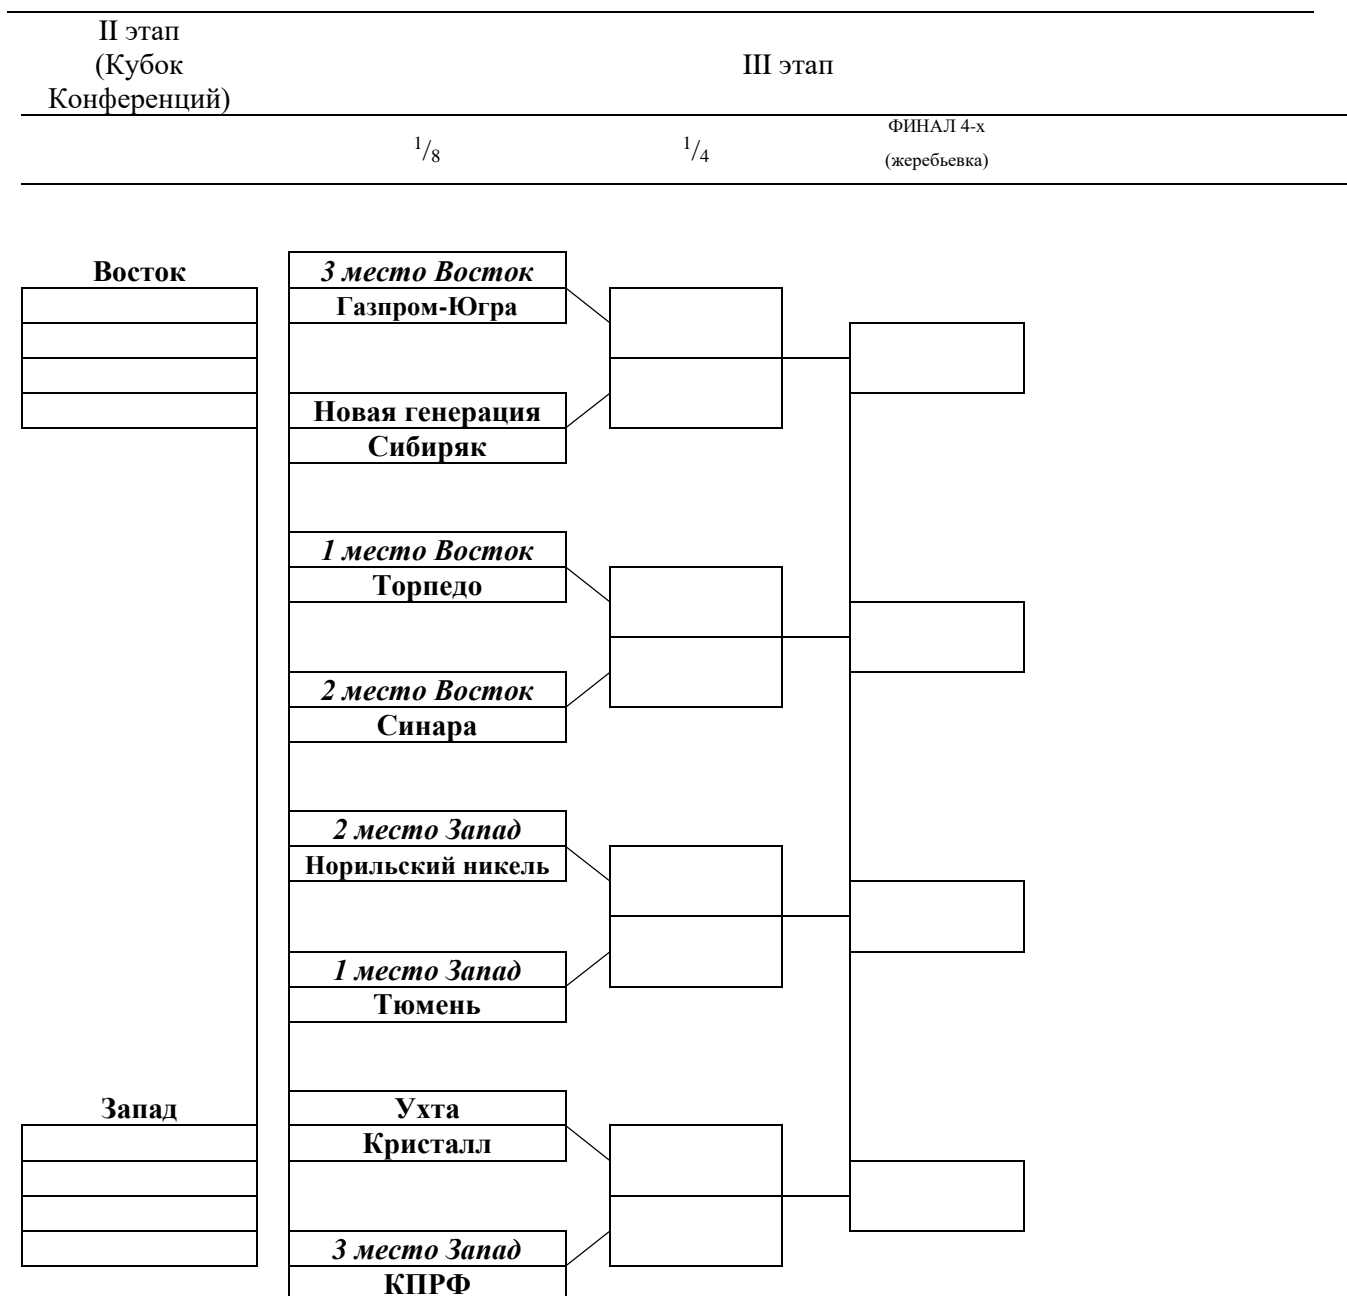 II этап
(Кубок
Конференций)
III этап
1/8
1/4
ФИНАЛ 4-х
(жеребьевка)
Восток
3 место Восток
Газпром-Югра
Новая генерация
Сибиряк
1 место Восток
Торпедо
2 место Восток
Синара
2 место Запад
Норильский никель
1 место Запад
Тюмень
Запад
Ухта
Кристалл
3 место Запад
КПРФ